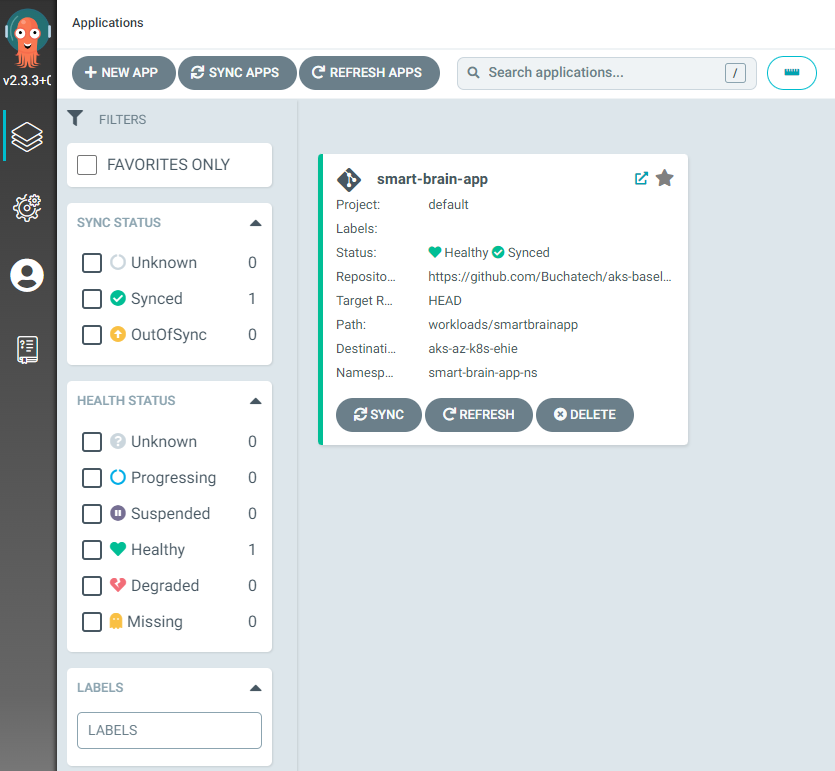 v2.3.3+0
Applications
NEW APP
SYNC APPS
REFRESH APPS
Search applications...
/
FILTERS
FAVORITES ONLY
SYNC STATUS
Unknown 0
Synced 1
OutOfSync 0
HEALTH STATUS
Unknown 0
Progressing 0
Suspended 0
Healthy 1
Degraded 0
Missing 0
LABELS
LABELS
smart-brain-app
Project: default
Labels:
Status: Healthy Synced
Reposito... https://github.com/Buchatech/aks-basel...
Target R... HEAD
Path: workloads/smartbrainapp
Destinati... aks-az-k8s-ehie
Namesp... smart-brain-app-ns
SYNC REFRESH DELETE